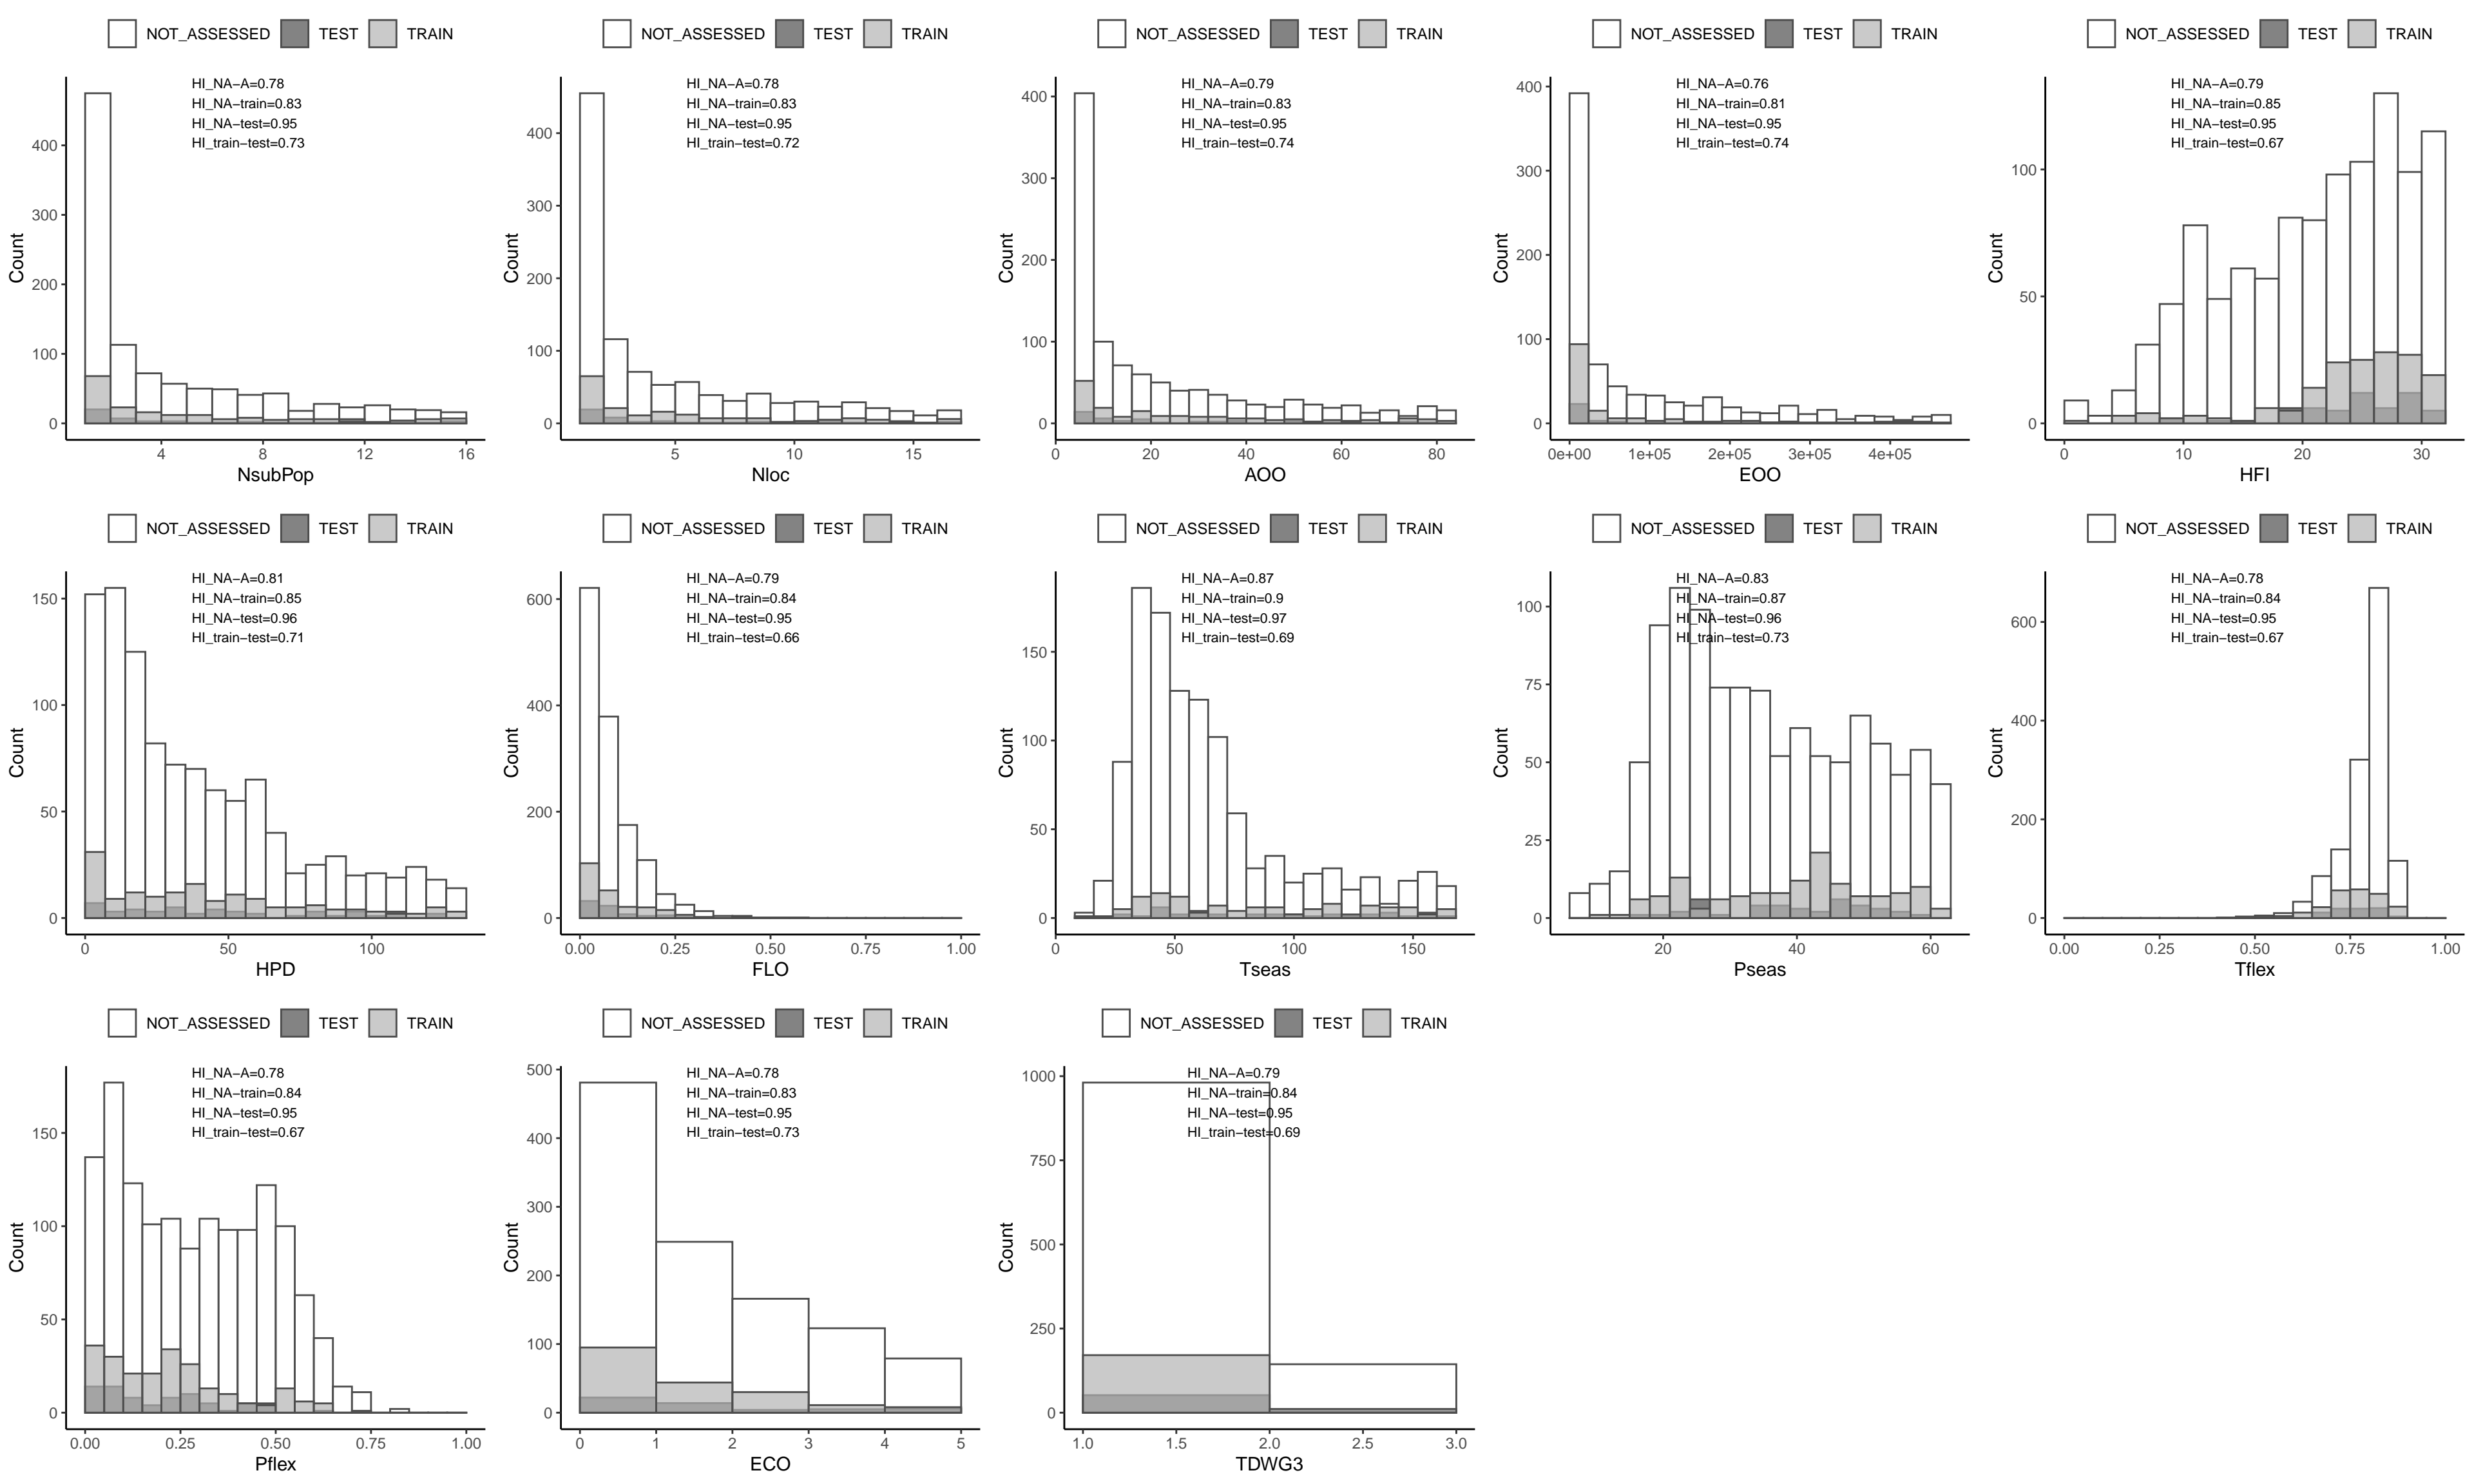 NOT_ASSESSED TEST TRAIN
HI_NA−A=0.78
HI_NA−train=0.83
HI_NA−test=0.95
HI_train−test=0.73
Count
400
300
200
100
0
4 8 12 16
NsubPop
NOT_ASSESSED TEST TRAIN
HI_NA−A=0.78
HI_NA−train=0.83
HI_NA−test=0.95
HI_train−test=0.72
Count
400
300
200
100
0
5 10 15
Nloc
NOT_ASSESSED TEST TRAIN
HI_NA−A=0.79
HI_NA−train=0.83
HI_NA−test=0.95
HI_train−test=0.74
Count
400
300
200
100
0
0 20 40 60 80
AOO
NOT_ASSESSED TEST TRAIN
HI_NA−A=0.76
HI_NA−train=0.81
HI_NA−test=0.95
HI_train−test=0.74
Count
400
300
200
100
0
0e+00 1e+05 2e+05 3e+05 4e+05
EOO
NOT_ASSESSED TEST TRAIN
HI_NA−A=0.79
HI_NA−train=0.85
HI_NA−test=0.95
HI_train−test=0.67
Count
100
50
0
0 10 20 30
HFI
NOT_ASSESSED TEST TRAIN
HI_NA−A=0.81
HI_NA−train=0.85
HI_NA−test=0.96
HI_train−test=0.71
Count
150
100
50
0
0 50 100
HPD
NOT_ASSESSED TEST TRAIN
HI_NA−A=0.79
HI_NA−train=0.84
HI_NA−test=0.95
HI_train−test=0.66
Count
600
400
200
0
0.00 0.25 0.50 0.75 1.00
FLO
NOT_ASSESSED TEST TRAIN
HI_NA−A=0.87
HI_NA−train=0.9
HI_NA−test=0.97
HI_train−test=0.69
Count
150
100
50
0
0 50 100 150
Tseas
NOT_ASSESSED TEST TRAIN
HI_NA−A=0.83
HI_NA−train=0.87
HI_NA−test=0.96
HI_train−test=0.73
Count
100
75
50
25
0
20 40 60
Pseas
NOT_ASSESSED TEST TRAIN
HI_NA−A=0.78
HI_NA−train=0.84
HI_NA−test=0.95
HI_train−test=0.67
Count
600
400
200
0
0.00 0.25 0.50 0.75 1.00
Tflex
NOT_ASSESSED TEST TRAIN
HI_NA−A=0.78
HI_NA−train=0.84
HI_NA−test=0.95
HI_train−test=0.67
Count
150
100
50
0
0.00 0.25 0.50 0.75 1.00
Pflex
NOT_ASSESSED TEST TRAIN
HI_NA−A=0.78
HI_NA−train=0.83
HI_NA−test=0.95
HI_train−test=0.73
Count
500
400
300
200
100
0
0 1 2 3 4 5
ECO
NOT_ASSESSED TEST TRAIN
HI_NA−A=0.79
HI_NA−train=0.84
HI_NA−test=0.95
HI_train−test=0.69
Count
1000
750
500
250
0
1.0 1.5 2.0 2.5 3.0
TDWG3